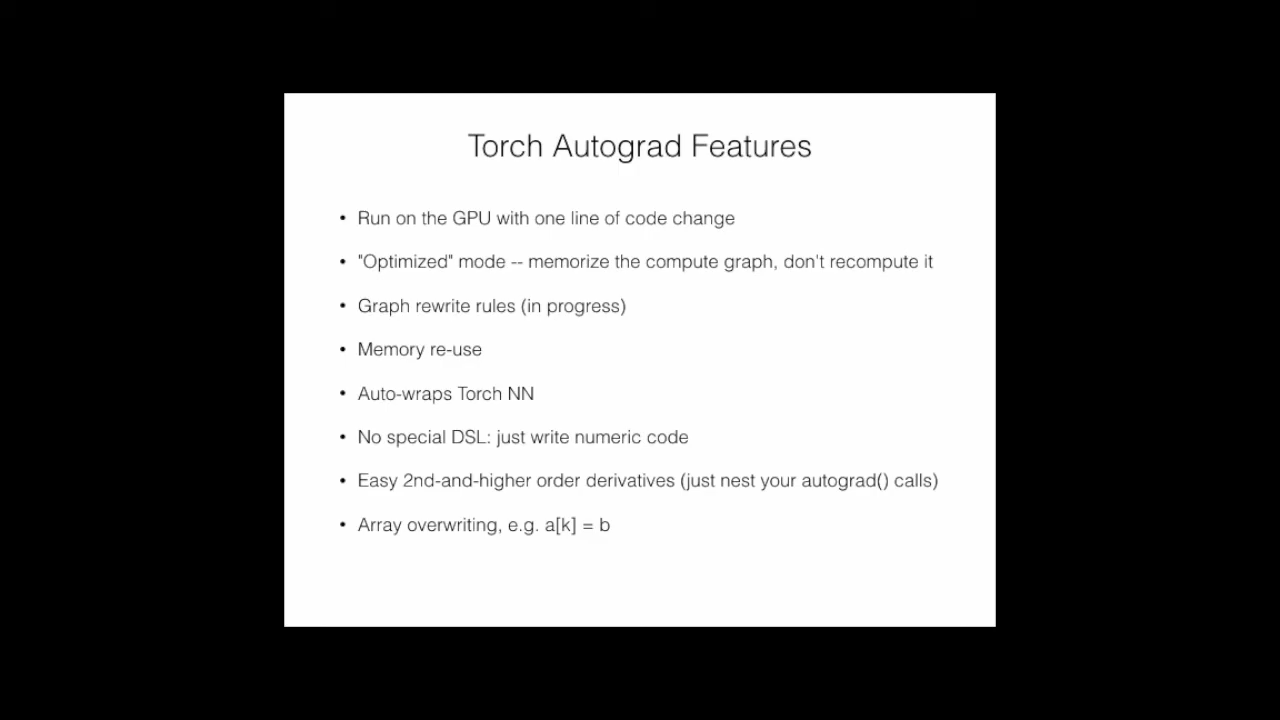 Torch Autograd Features
• Run on the GPU with one line of code change
• "Optimized" mode -- memorize the compute graph, don't recompute it
• Graph rewrite rules (in progress)
• Memory re-use
• Auto-wraps Torch NN
• No special DSL: just write numeric code
• Easy 2nd-and-higher order derivatives (just nest your autograd() calls)
• Array overwriting, e.g. a[k] = b